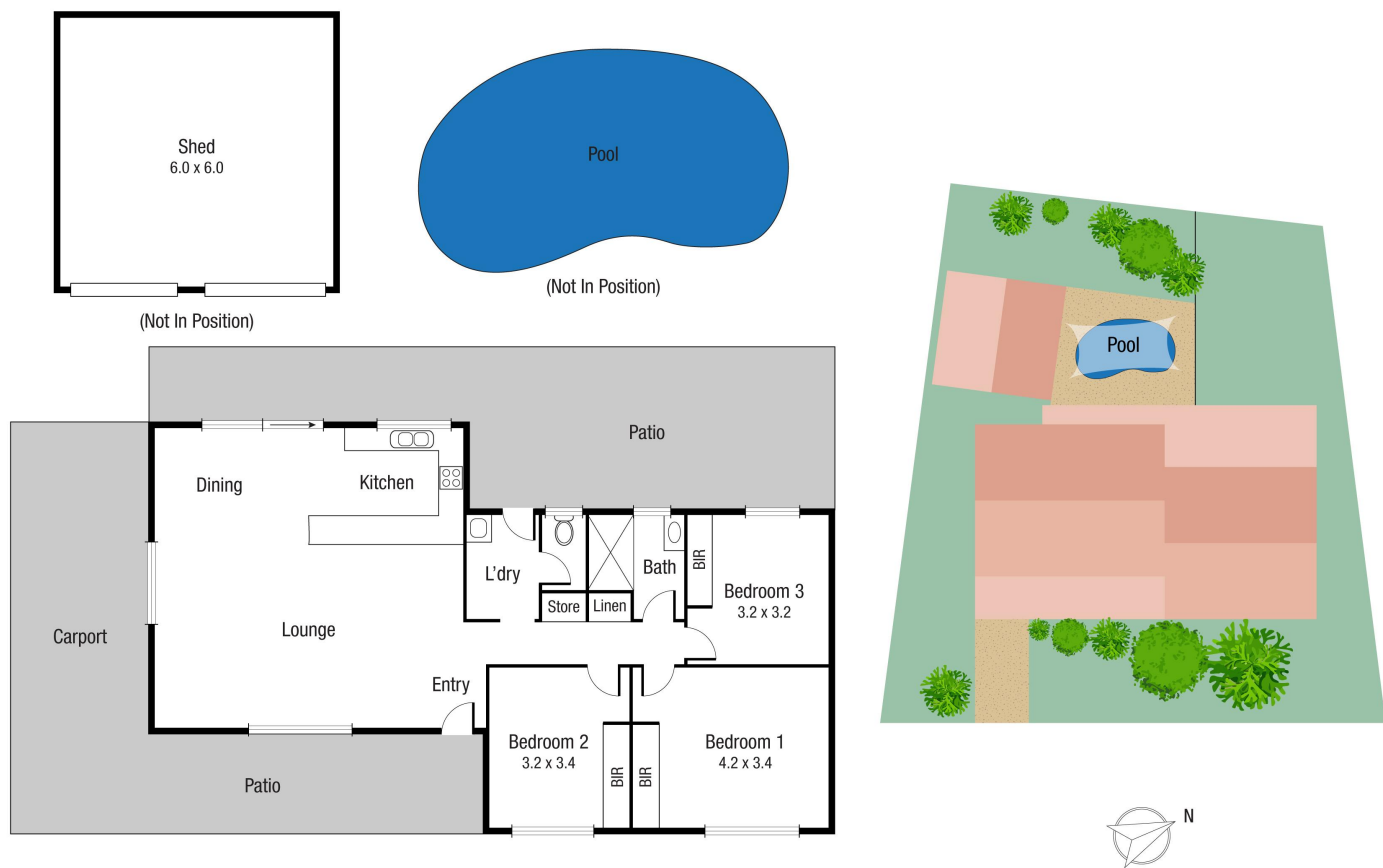 Shed
6.0 x 6.0
(Not In Position)
Pool
(Not In Position)
Pool
Patio
Dining
Kitchen
L'dry
Bath
BIR
Bedroom 3
3.2 x 3.2
Store
Linen
Carport
Lounge
Entry
Bedroom 2
3.2 x 3.4
BIR
BIR
Bedroom 1
4.2 x 3.4
Patio
N